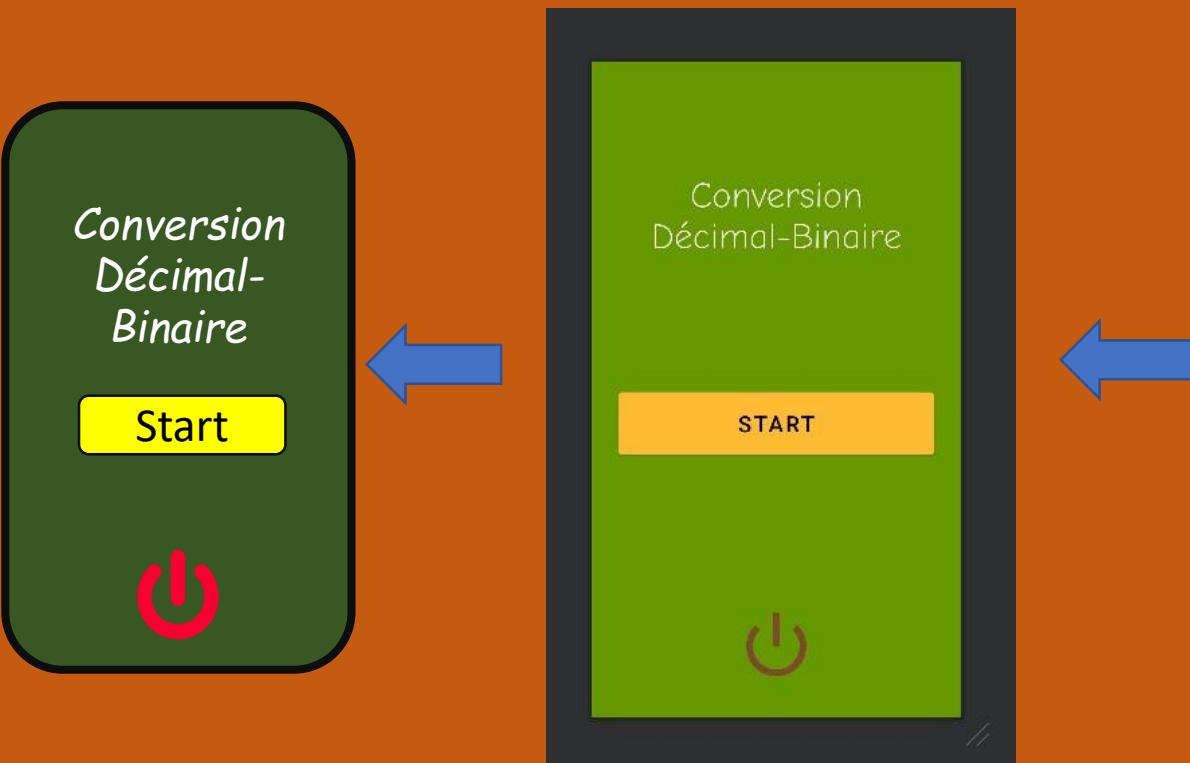 Conversion
Décimal-
Binaire
Start
Conversion
Décimal-Binaire
START